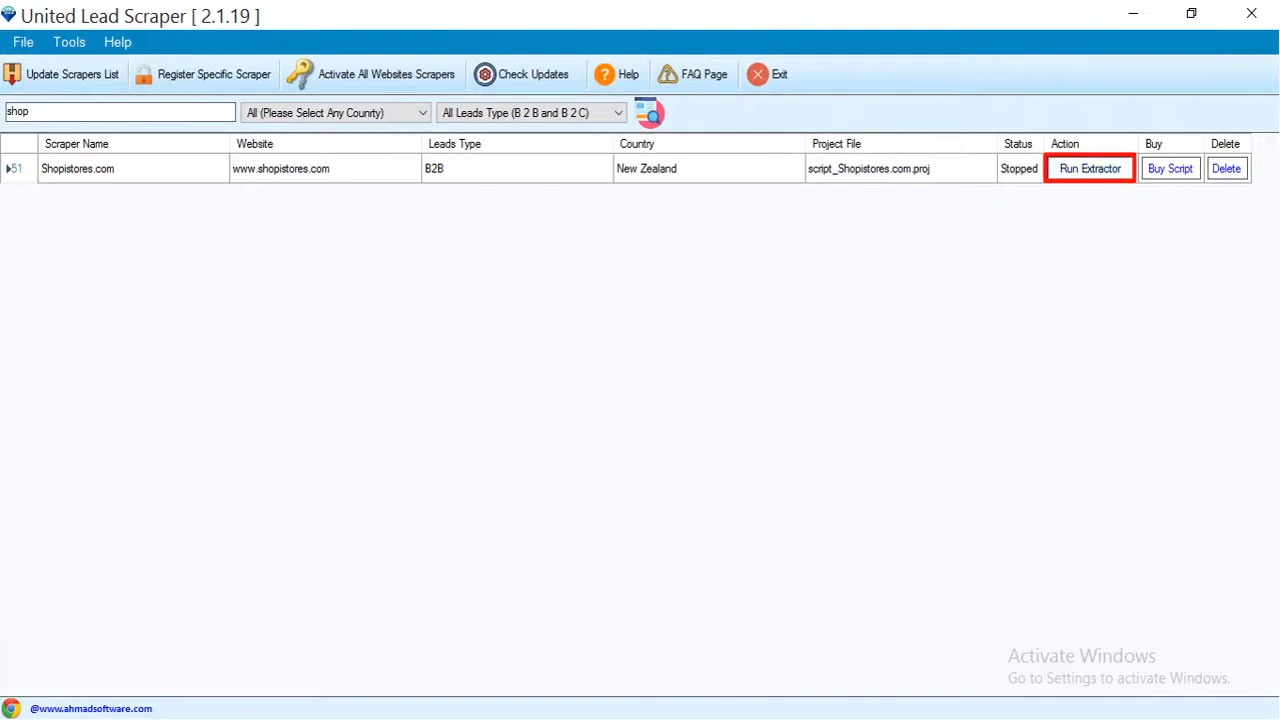 United Lead Scraper [ 2.1.19 ]
File Tools Help
Update Scrapers List Register Specific Scraper Activate All Websites Scrapers Check Updates Help FAQ Page Exit
shop All (Please Select Any Counrity) All Leads Type (B 2 B and B 2 C)
Scraper Name Website Leads Type Country Project File Status Action Buy Delete
51 Shopistores.com www.shopistores.com B2B New Zealand script_Shopistores.com.proj Stopped Run Extractor Buy Script Delete
Activate Windows
Go to Settings to activate Windows.
@www.ahmadsoftware.com